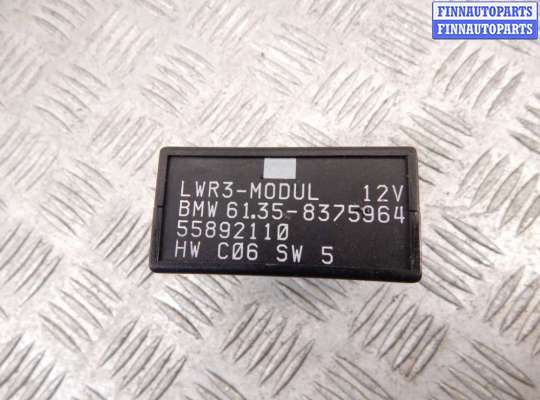 FINNAUTOPARTS
FINNAUTOPARTS
LWR3-MODUL 12V
BMW 61.35-8375964
55892110
HW C06 SW 5